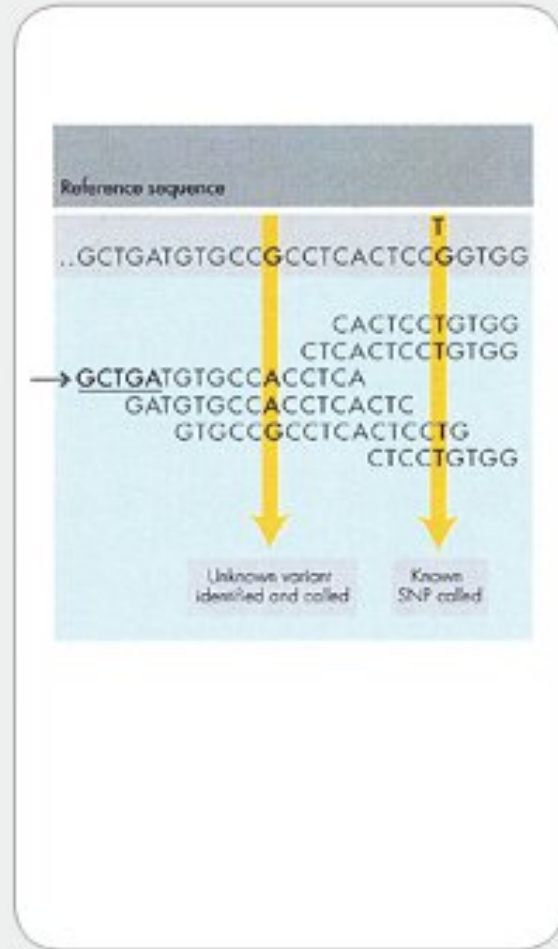 Reference sequence
T
..GCTGATGTGCCGCCTCACTCCGGTGG
CACTCCTGTGG
CTCACTCCTGTGG
GCTGATGTGCCACCTCA
GATGTGCCACCTCACTC
GTGCCGCCTCACTCCTG
CTCCTGTGG
Unknown variant
identified and called
Known
SNP called